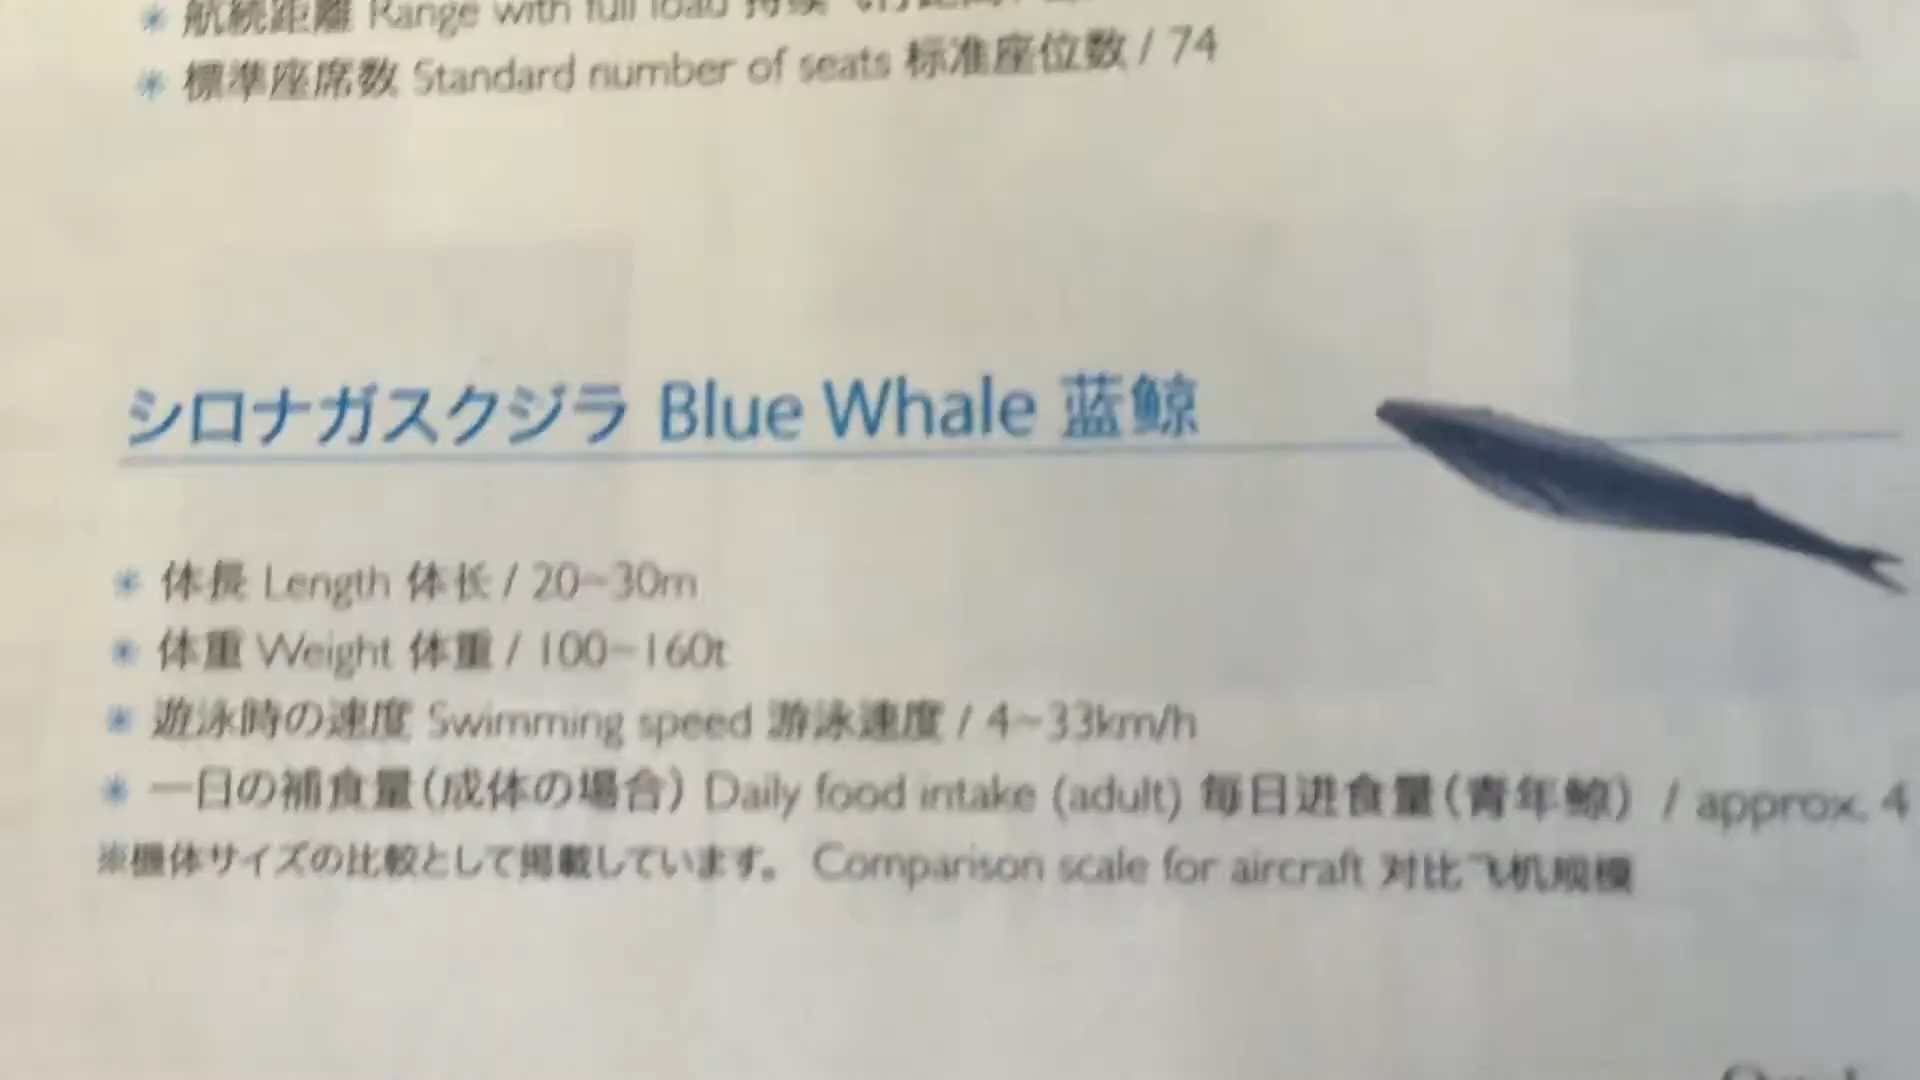 航続距離 Range with full load
＊ 標準座席数 Standard number of seats 标准座位数 / 74
シロナガスクジラ Blue Whale 蓝鲸
＊ 体長 Length 体长 / 20~30m
＊ 体重 Weight 体重 / 100~160t
＊ 遊泳時の速度 Swimming speed 游泳速度 / 4~33km/h
＊ 一日の補食量(成体の場合) Daily food intake (adult) 每日进食量(青年鲸) / approx. 4
※機体サイズの比較として掲載しています。 Comparison scale for aircraft 对比飞机规模